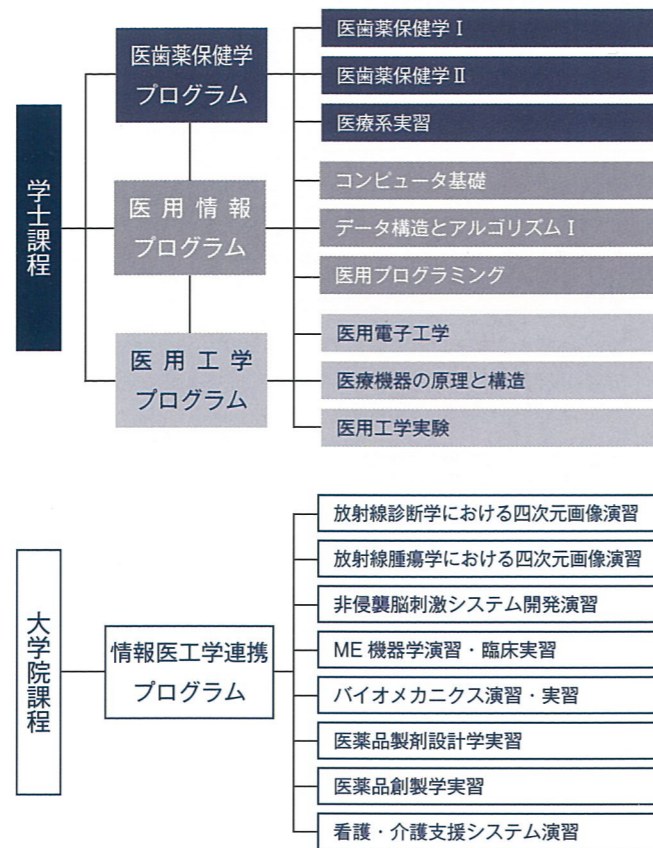 学士課程
医歯薬保健学
プログラム
医用情報
プログラム
医用工学
プログラム
医歯薬保健学Ⅰ
医歯薬保健学Ⅱ
医療系実習
コンピュータ基礎
データ構造とアルゴリズムⅠ
医用プログラミング
医用電子工学
医療機器の原理と構造
医用工学実験
大学院課程
情報医工学連携
プログラム
放射線診断学における四次元画像演習
放射線腫瘍学における四次元画像演習
非侵襲脳刺激システム開発演習
ME 機器学演習・臨床実習
バイオメカニクス演習・実習
医薬品製剤設計学実習
医薬品創製学実習
看護・介護支援システム演習